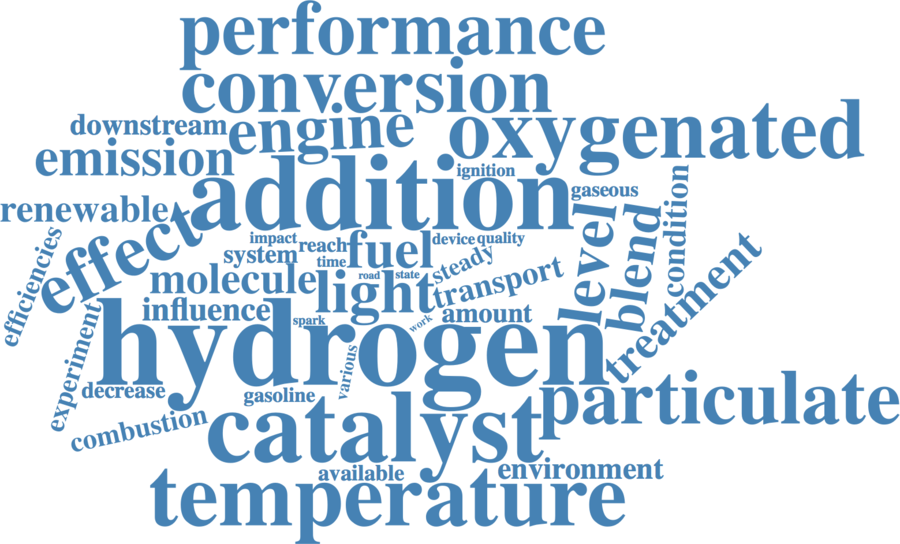 performance
conversion
downstream
engine
oxygenated
emission
ignition
addition
gaseous
condition
renewable
effect
level
blend
impact
reach
fuel
device
quality
system
time
efficiencies
molecule
road
state
steady
light
transport
treatment
influence
spark
work
amount
hydrogen
experiment
decrease
gasoline
various
particulate
combustion
catalyst
available
environment
temperature